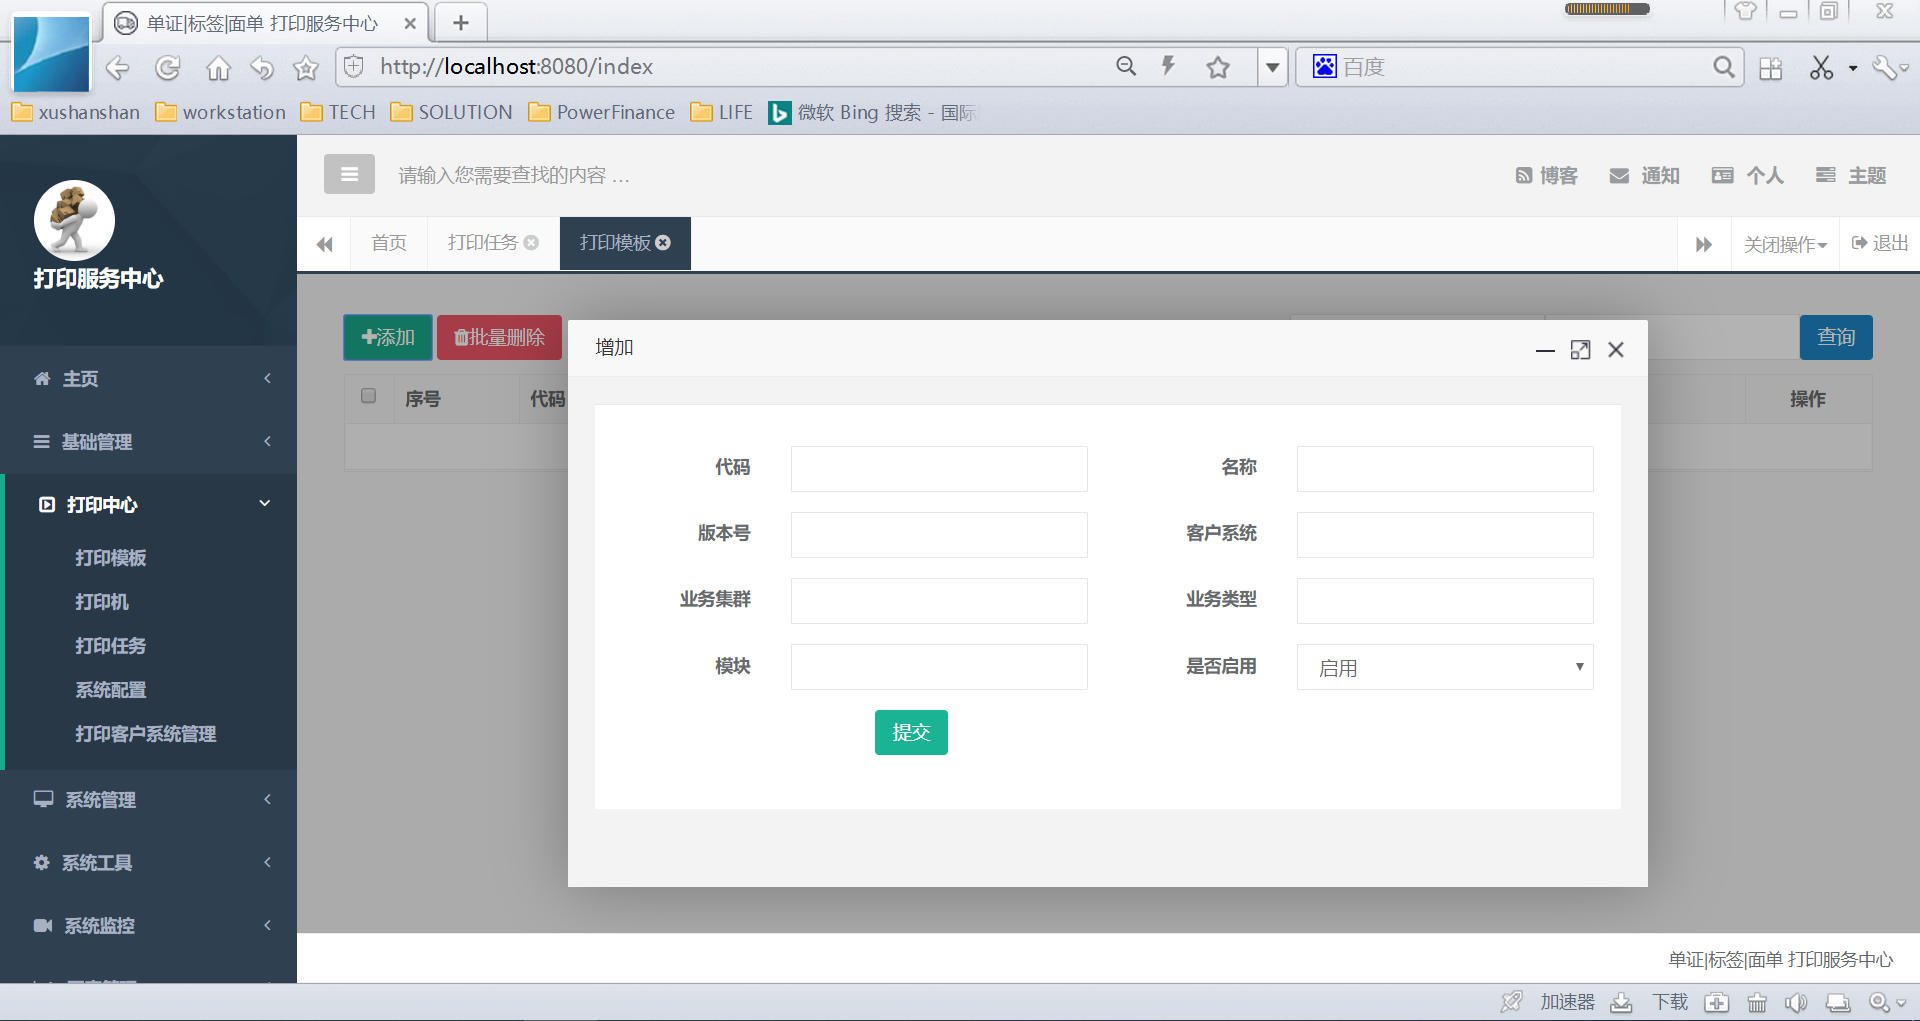 单证|标签|面单 打印服务中心
http://localhost:8080/index
百度
xushanshan workstation TECH SOLUTION PowerFinance LIFE 微软 Bing 搜索 - 国际
打印服务中心
请输入您需要查找的内容 …
博客 通知 个人 主题
首页 打印任务 打印模板 关闭操作 退出
主页
基础管理
打印中心
打印模板
打印机
打印任务
系统配置
打印客户系统管理
系统管理
系统工具
系统监控
添加 批量删除 查询
序号 代码 操作
增加
代码 名称
版本号 客户系统
业务集群 业务类型
模块 是否启用 启用
提交
单证|标签|面单 打印服务中心
加速器 下载